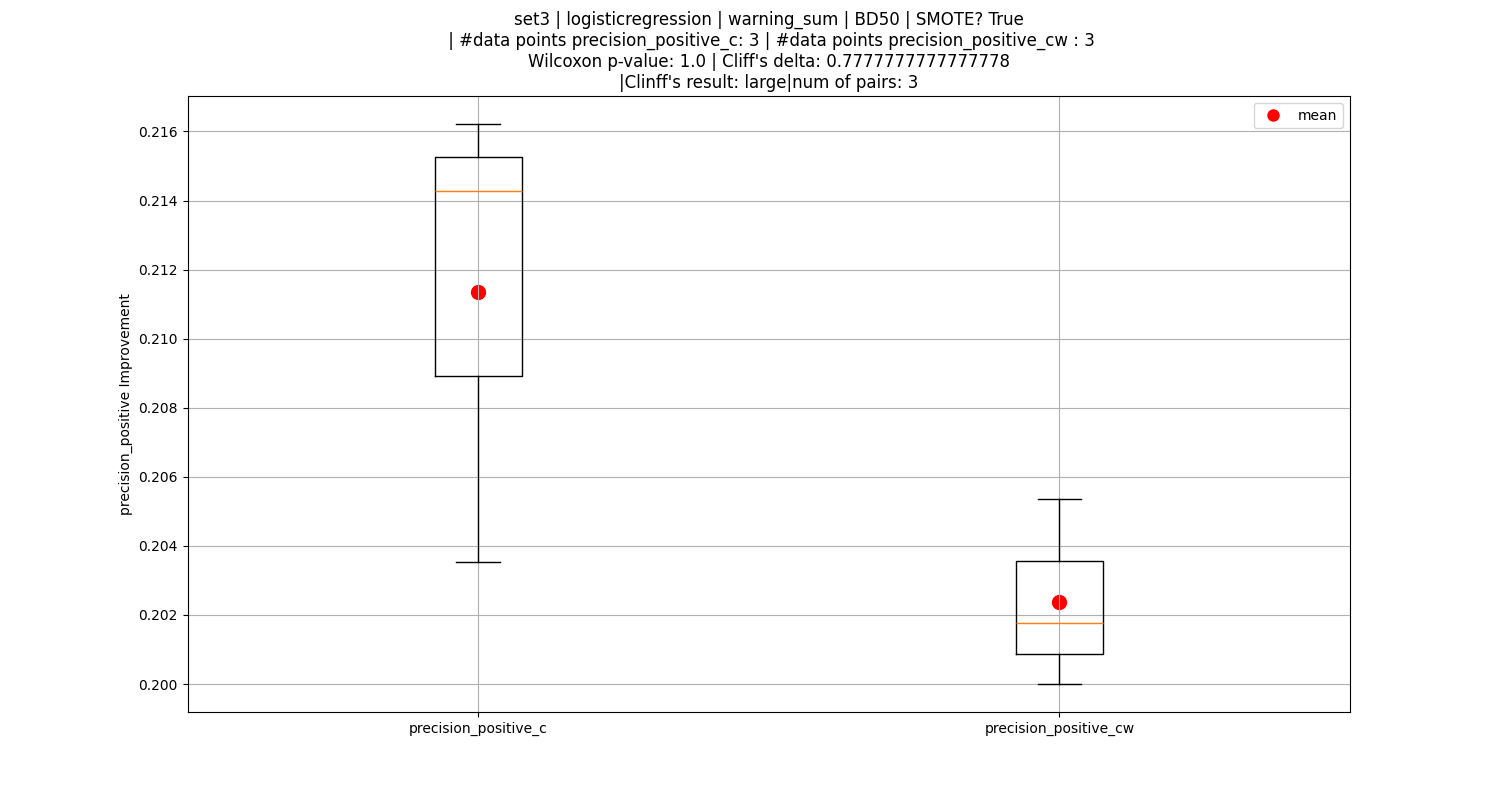 set3 | logisticregression | warning_sum | BD50 | SMOTE? True
| #data points precision_positive_c: 3 | #data points precision_positive_cw : 3
Wilcoxon p-value: 1.0 | Cliff's delta: 0.7777777777777778
|Clinff's result: large|num of pairs: 3
mean
0.216
0.214
0.212
0.210
0.208
0.206
0.204
0.202
0.200
precision_positive Improvement
precision_positive_c
precision_positive_cw